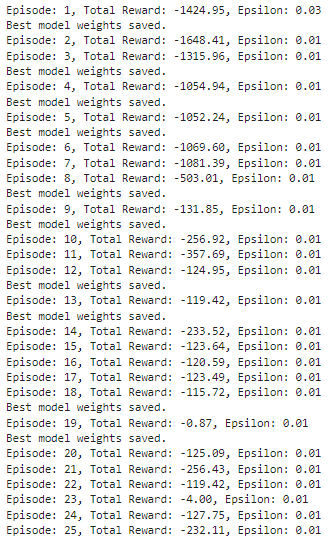 Episode: 1, Total Reward: -1424.95, Epsilon: 0.03
Best model weights saved.
Episode: 2, Total Reward: -1648.41, Epsilon: 0.01
Episode: 3, Total Reward: -1315.96, Epsilon: 0.01
Best model weights saved.
Episode: 4, Total Reward: -1054.94, Epsilon: 0.01
Best model weights saved.
Episode: 5, Total Reward: -1052.24, Epsilon: 0.01
Best model weights saved.
Episode: 6, Total Reward: -1069.60, Epsilon: 0.01
Episode: 7, Total Reward: -1081.39, Epsilon: 0.01
Episode: 8, Total Reward: -503.01, Epsilon: 0.01
Best model weights saved.
Episode: 9, Total Reward: -131.85, Epsilon: 0.01
Best model weights saved.
Episode: 10, Total Reward: -256.92, Epsilon: 0.01
Episode: 11, Total Reward: -357.69, Epsilon: 0.01
Episode: 12, Total Reward: -124.95, Epsilon: 0.01
Best model weights saved.
Episode: 13, Total Reward: -119.42, Epsilon: 0.01
Best model weights saved.
Episode: 14, Total Reward: -233.52, Epsilon: 0.01
Episode: 15, Total Reward: -123.64, Epsilon: 0.01
Episode: 16, Total Reward: -120.59, Epsilon: 0.01
Episode: 17, Total Reward: -123.49, Epsilon: 0.01
Episode: 18, Total Reward: -115.72, Epsilon: 0.01
Best model weights saved.
Episode: 19, Total Reward: -0.87, Epsilon: 0.01
Best model weights saved.
Episode: 20, Total Reward: -125.09, Epsilon: 0.01
Episode: 21, Total Reward: -256.43, Epsilon: 0.01
Episode: 22, Total Reward: -119.42, Epsilon: 0.01
Episode: 23, Total Reward: -4.00, Epsilon: 0.01
Episode: 24, Total Reward: -127.75, Epsilon: 0.01
Episode: 25, Total Reward: -232.11, Epsilon: 0.01